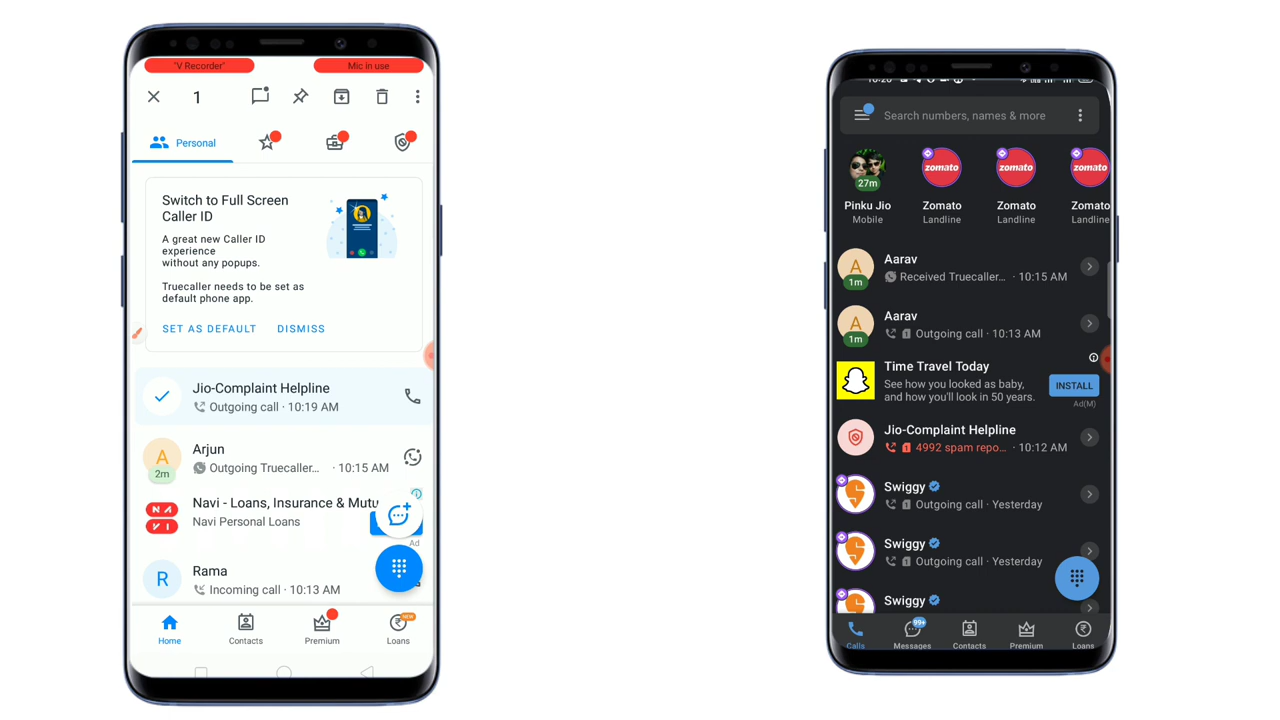 "V Recorder"
Mic in use
1
Personal
Switch to Full Screen
Caller ID
A great new Caller ID
experience
without any popups.
Truecaller needs to be set as
default phone app.
SET AS DEFAULT DISMISS
Jio-Complaint Helpline
Outgoing call · 10:19 AM
Arjun
Outgoing Truecaller... · 10:15 AM
A
2m
Navi - Loans, Insurance & Mutu
Navi Personal Loans
NAVI
Ad
Rama
Incoming call · 10:13 AM
R
Home
Contacts
Premium
Loans
NEW
Search numbers, names & more
27m
Pinku Jio
Mobile
zomato
Zomato
Landline
zomato
Zomato
Landline
zomato
Zomato
Landline
Aarav
Received Truecaller... · 10:15 AM
A
1m
Aarav
Outgoing call · 10:13 AM
A
1m
Time Travel Today
See how you looked as baby,
and how you'll look in 50 years.
INSTALL
Ad(M)
Jio-Complaint Helpline
4992 spam repo... · 10:12 AM
Swiggy
Outgoing call · Yesterday
Swiggy
Outgoing call · Yesterday
Swiggy
Calls
Messages
99+
Contacts
Premium
Loans